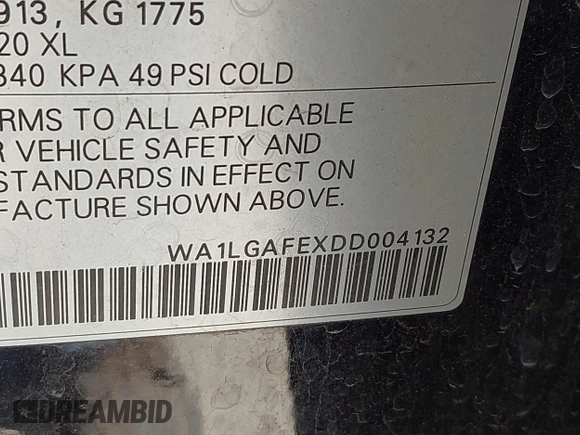 913, KG 1775
20 XL
340 KPA 49 PSI COLD
RMS TO ALL APPLICABLE
R VEHICLE SAFETY AND
STANDARDS IN EFFECT ON
FACTURE SHOWN ABOVE.
WA1LGAFEXDD004132
DREAMBID